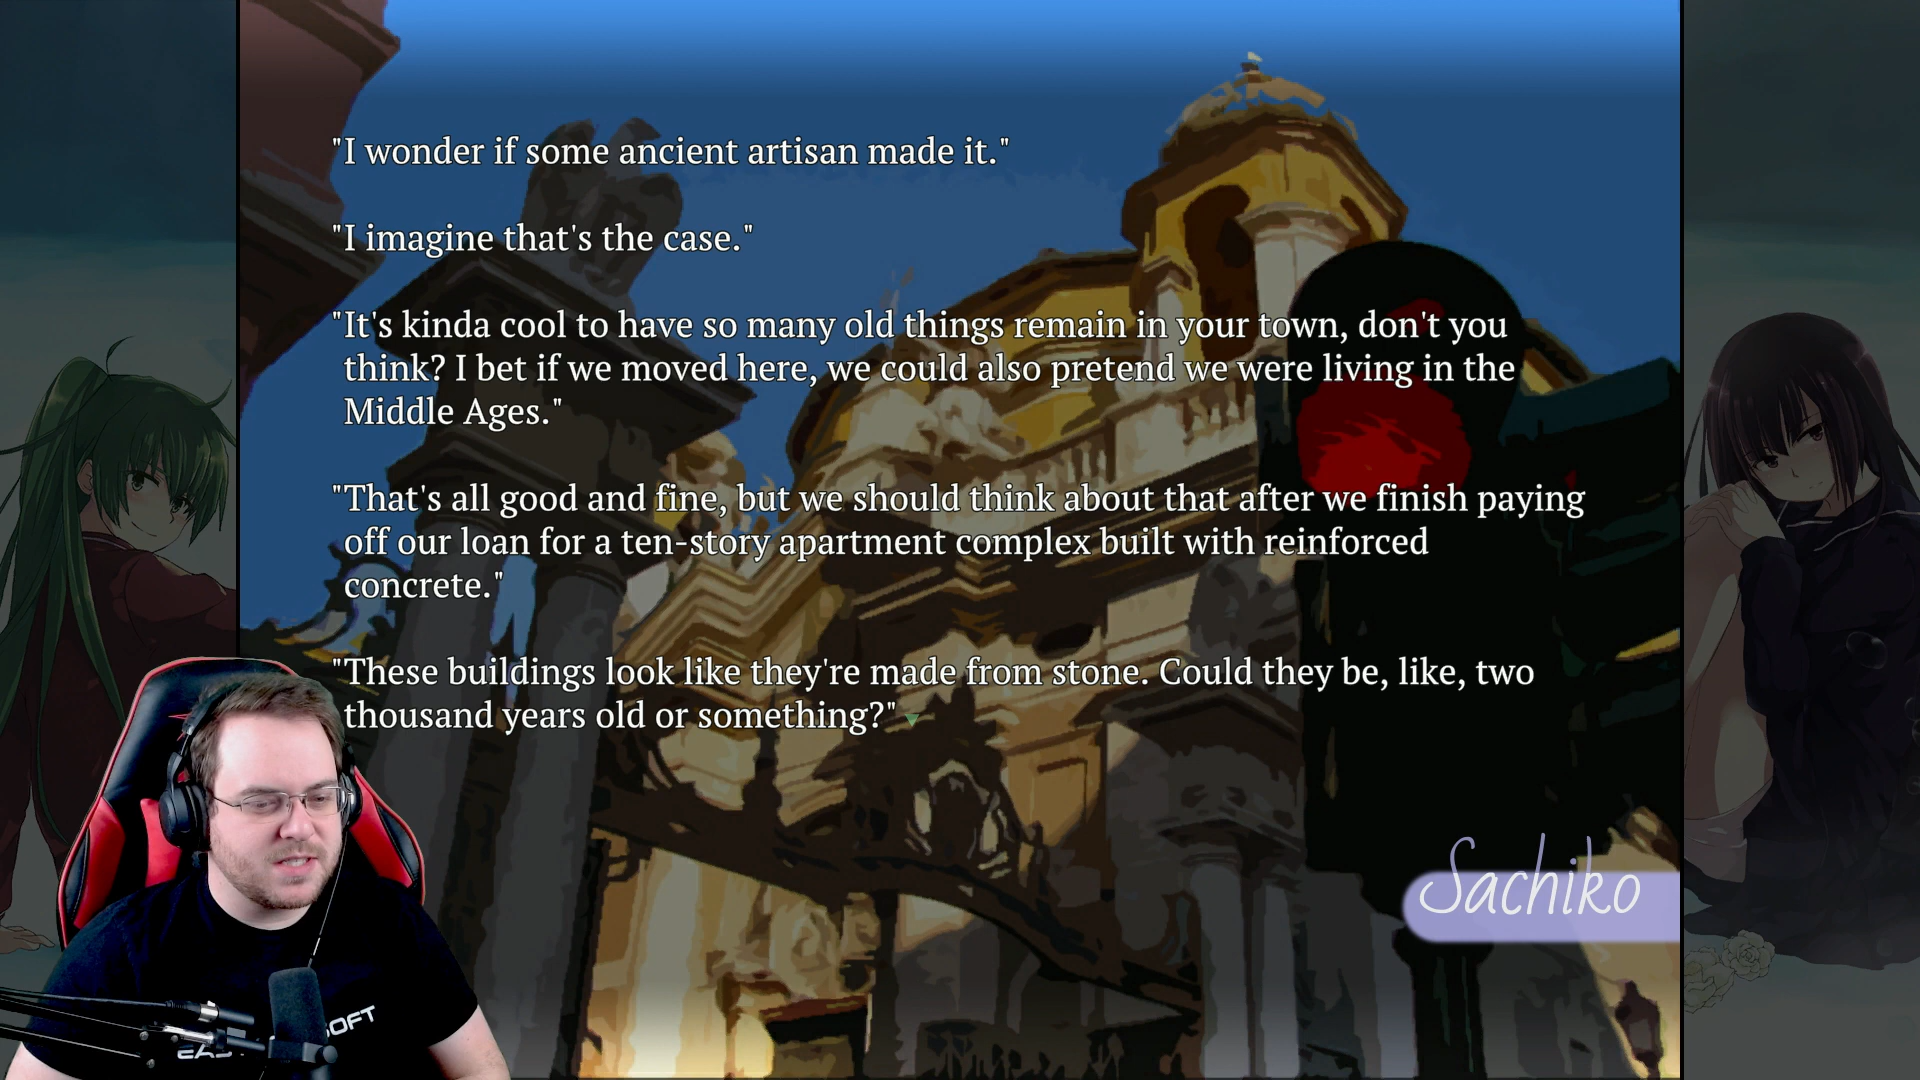 "I wonder if some ancient artisan made it."
"I imagine that's the case."
"It's kinda cool to have so many old things remain in your town, don't you
think? I bet if we moved here, we could also pretend we were living in the
Middle Ages."
"That's all good and fine, but we should think about that after we finish paying
off our loan for a ten-story apartment complex built with reinforced
concrete."
"These buildings look like they're made from stone. Could they be, like, two
thousand years old or something?"
Sachiko